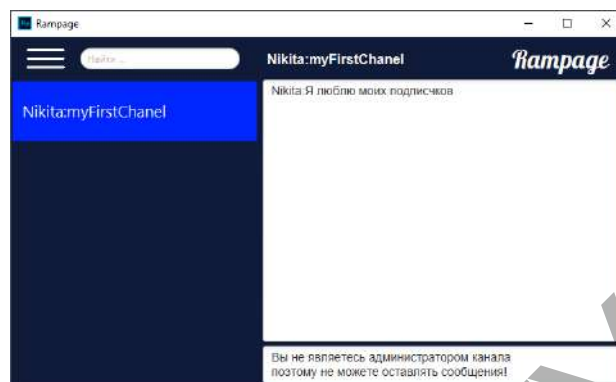 Rampage
Найти ...
Nikita:myFirstChanel
Rampage
Nikita:myFirstChanel
Nikita:Я люблю моих подписчков
Вы не являетесь администратором канала
поэтому не можете оставлять сообщения!